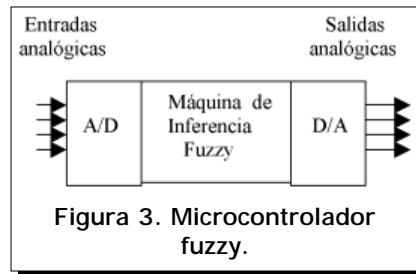 Entradas
analógicas
Salidas
analógicas
A/D
Máquina de
Inferencia
Fuzzy
D/A
Figura 3. Microcontrolador
fuzzy.